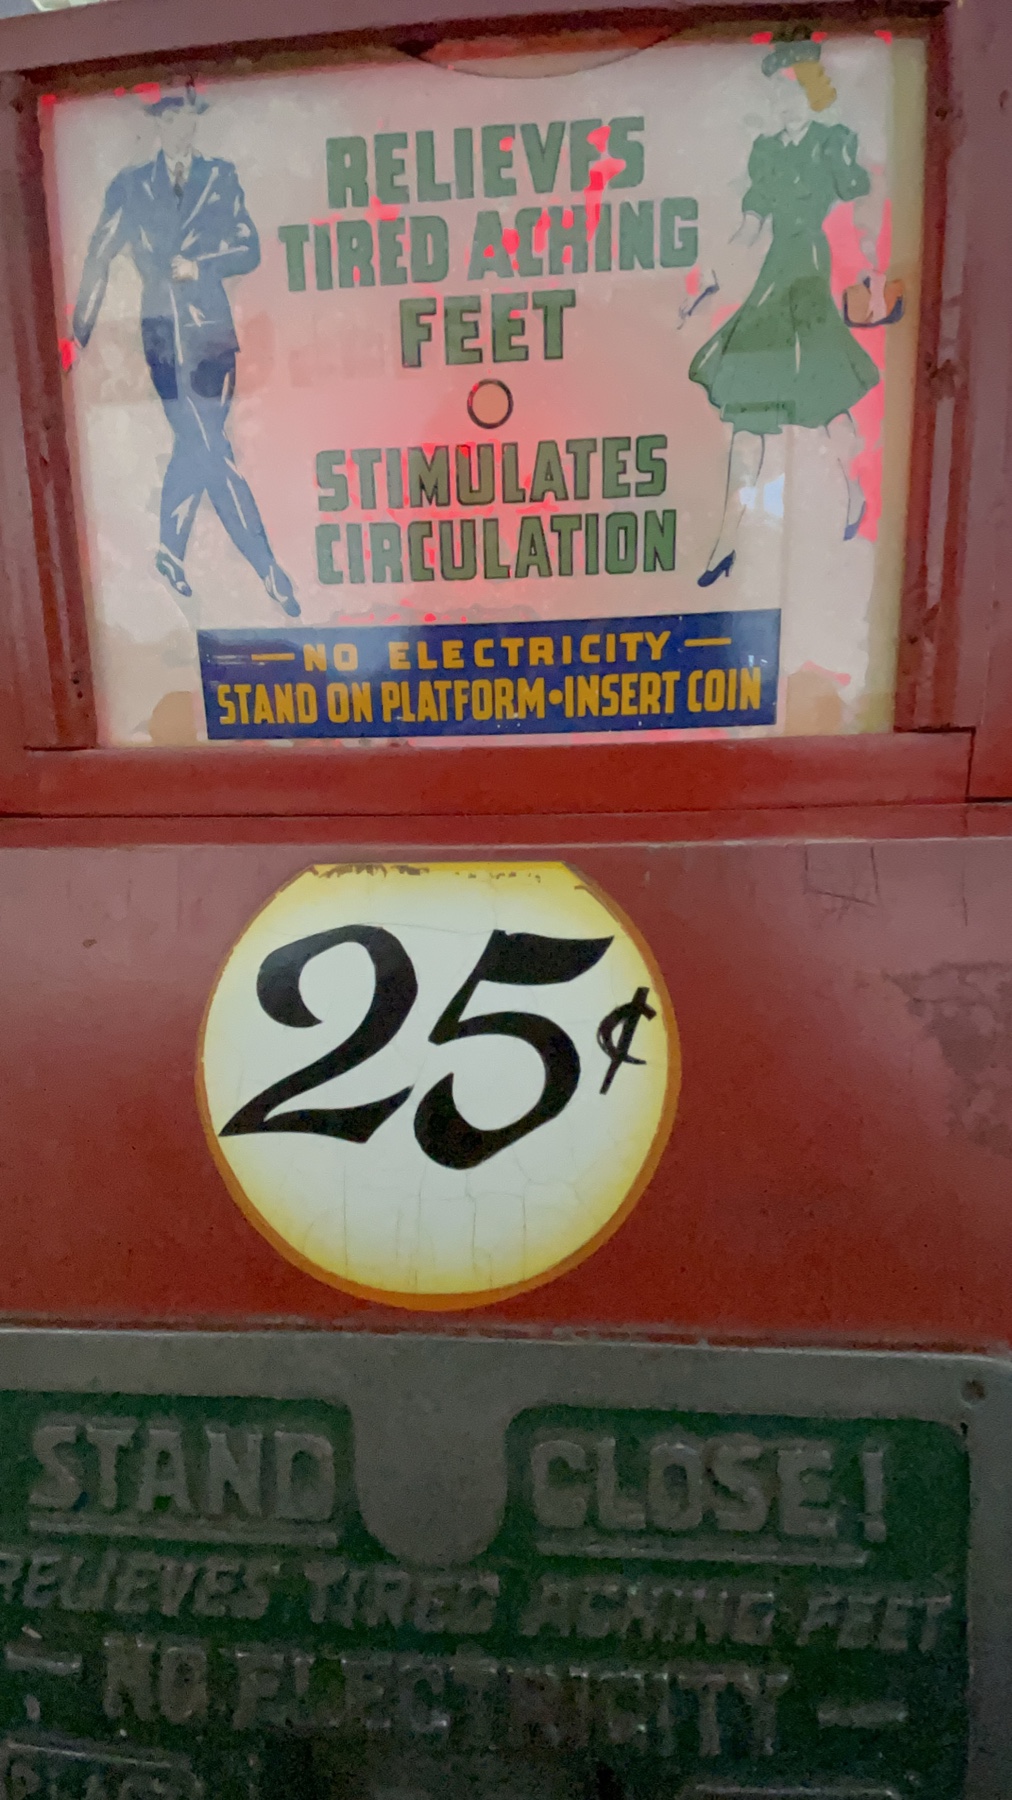 RELIEVES
TIRED ACHING
FEET
STIMULATES
CIRCULATION
— NO ELECTRICITY —
STAND ON PLATFORM•INSERT COIN
25¢
STAND CLOSE!
RELIEVES TIRED ACHING FEET
— NO ELECTRICITY —